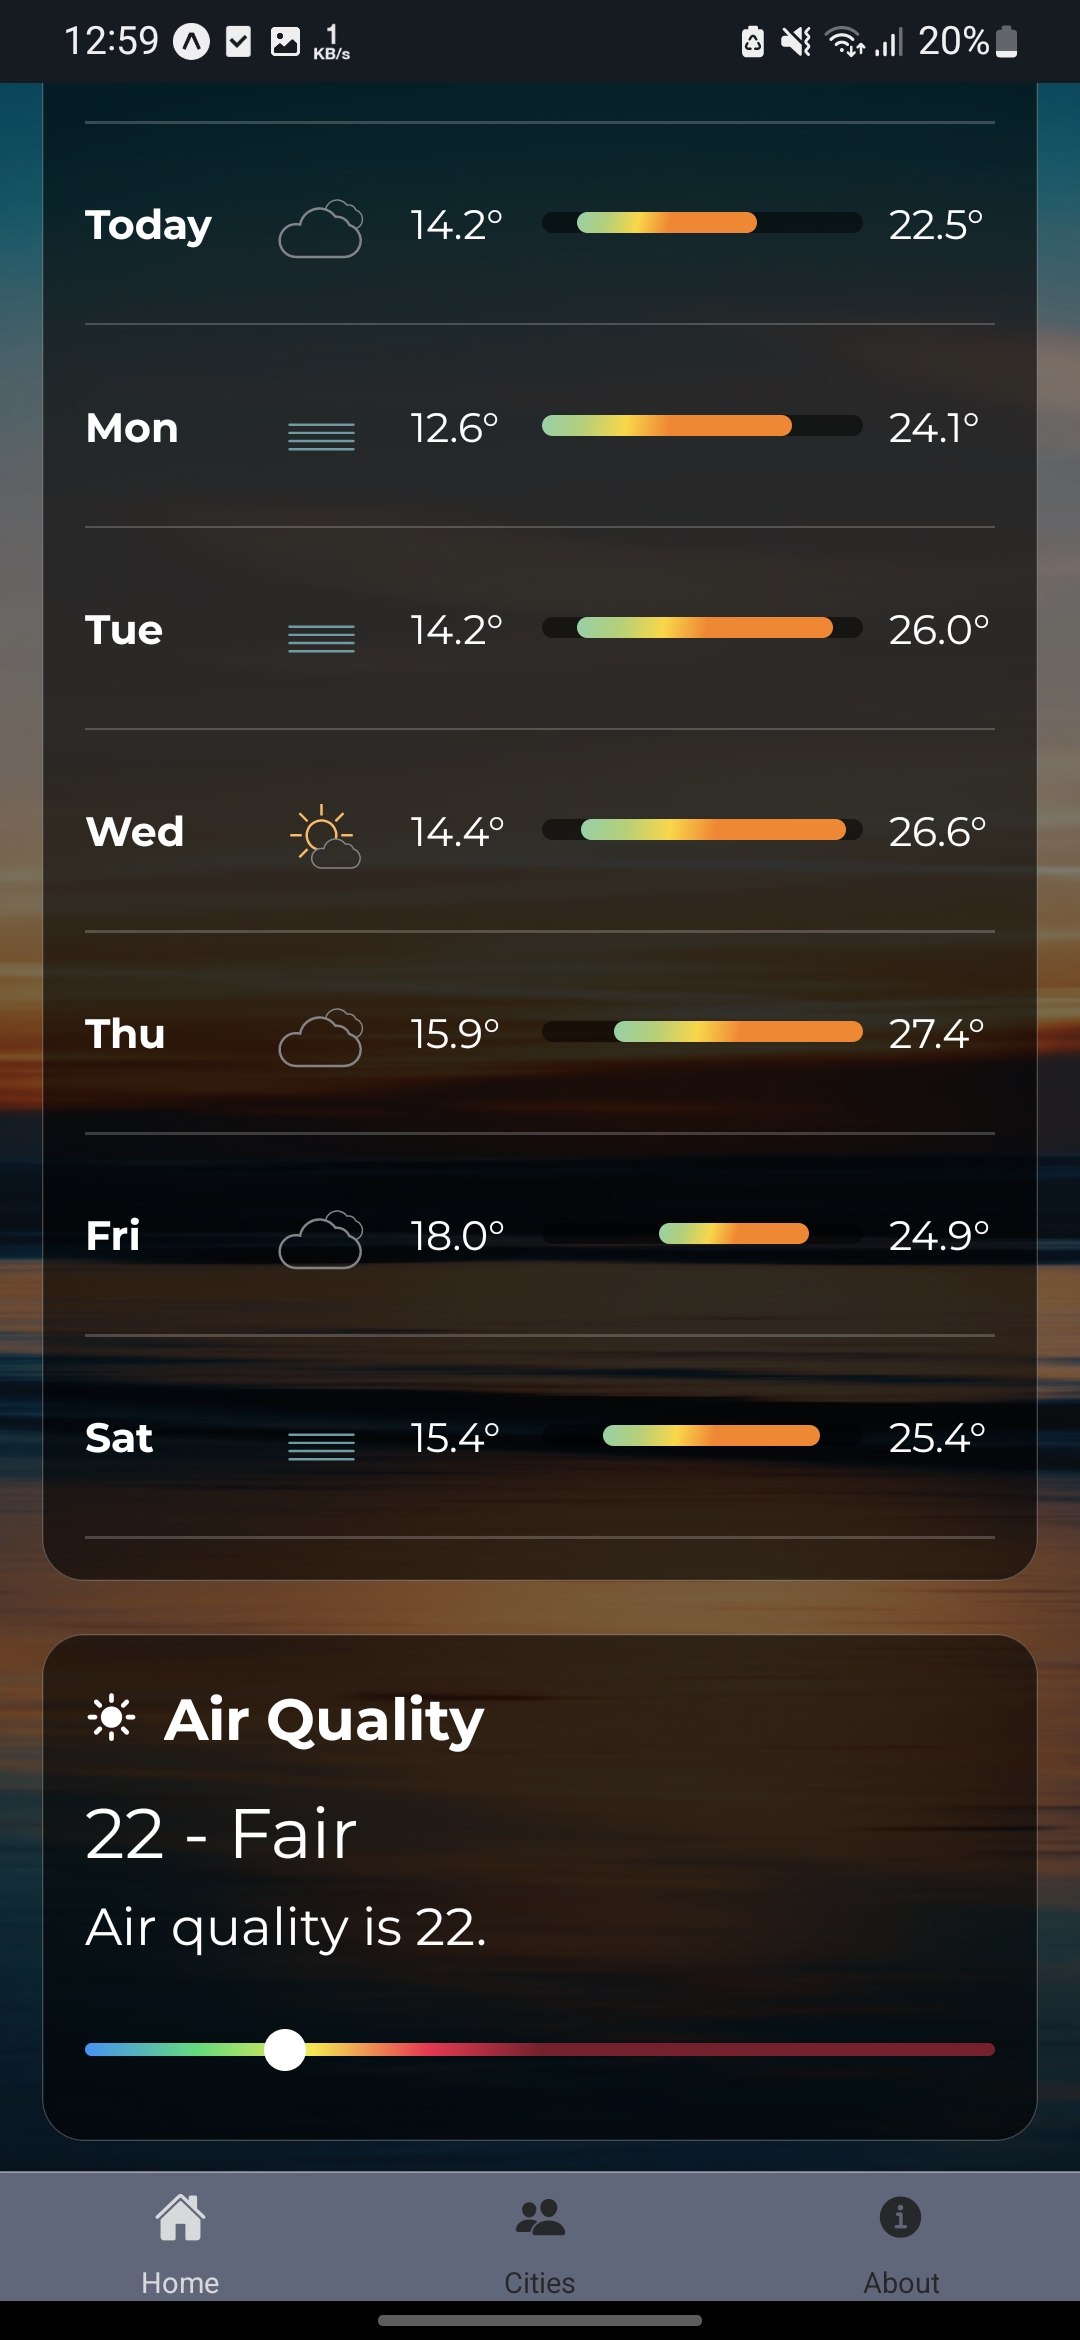 12:59 1 KB/s 20%
Today 14.2° 22.5°
Mon 12.6° 24.1°
Tue 14.2° 26.0°
Wed 14.4° 26.6°
Thu 15.9° 27.4°
Fri 18.0° 24.9°
Sat 15.4° 25.4°
Air Quality
22 - Fair
Air quality is 22.
Home Cities About